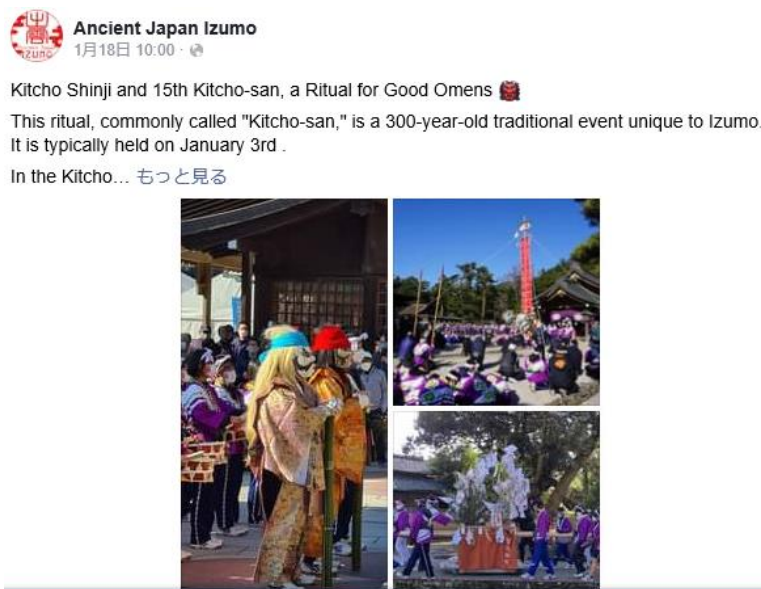 Ancient Japan Izumo
1月18日 10:00 ·
Kitcho Shinji and 15th Kitcho-san, a Ritual for Good Omens
This ritual, commonly called "Kitcho-san," is a 300-year-old traditional event unique to Izumo.
It is typically held on January 3rd .
In the Kitcho… もっと見る